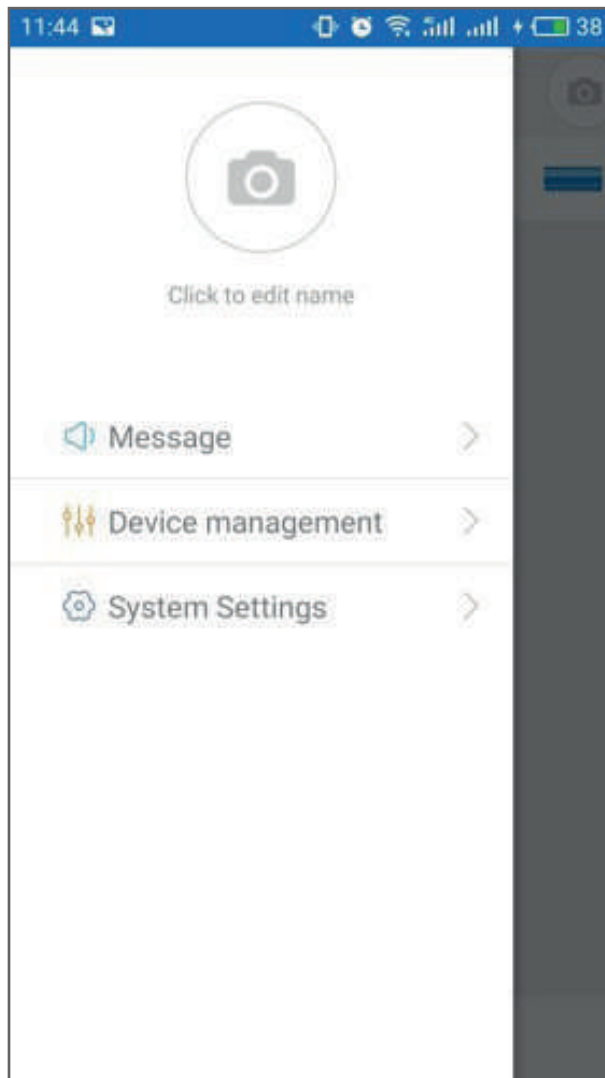 11:44 38
Click to edit name
Message
Device management
System Settings